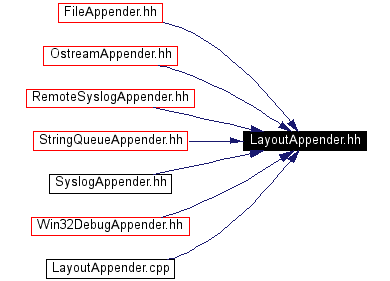 FileAppender.hh
OstreamAppender.hh
RemoteSyslogAppender.hh
StringQueueAppender.hh
LayoutAppender.hh
SyslogAppender.hh
Win32DebugAppender.hh
LayoutAppender.cpp